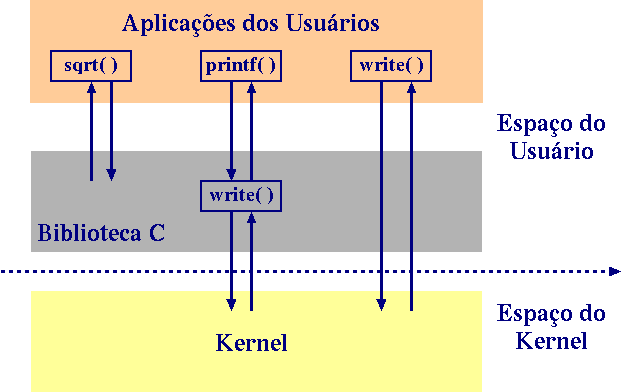 Aplicações dos Usuários
sqrt( )
printf( )
write( )
Espaço do
Usuário
write( )
Biblioteca C
Espaço do
Kernel
Kernel